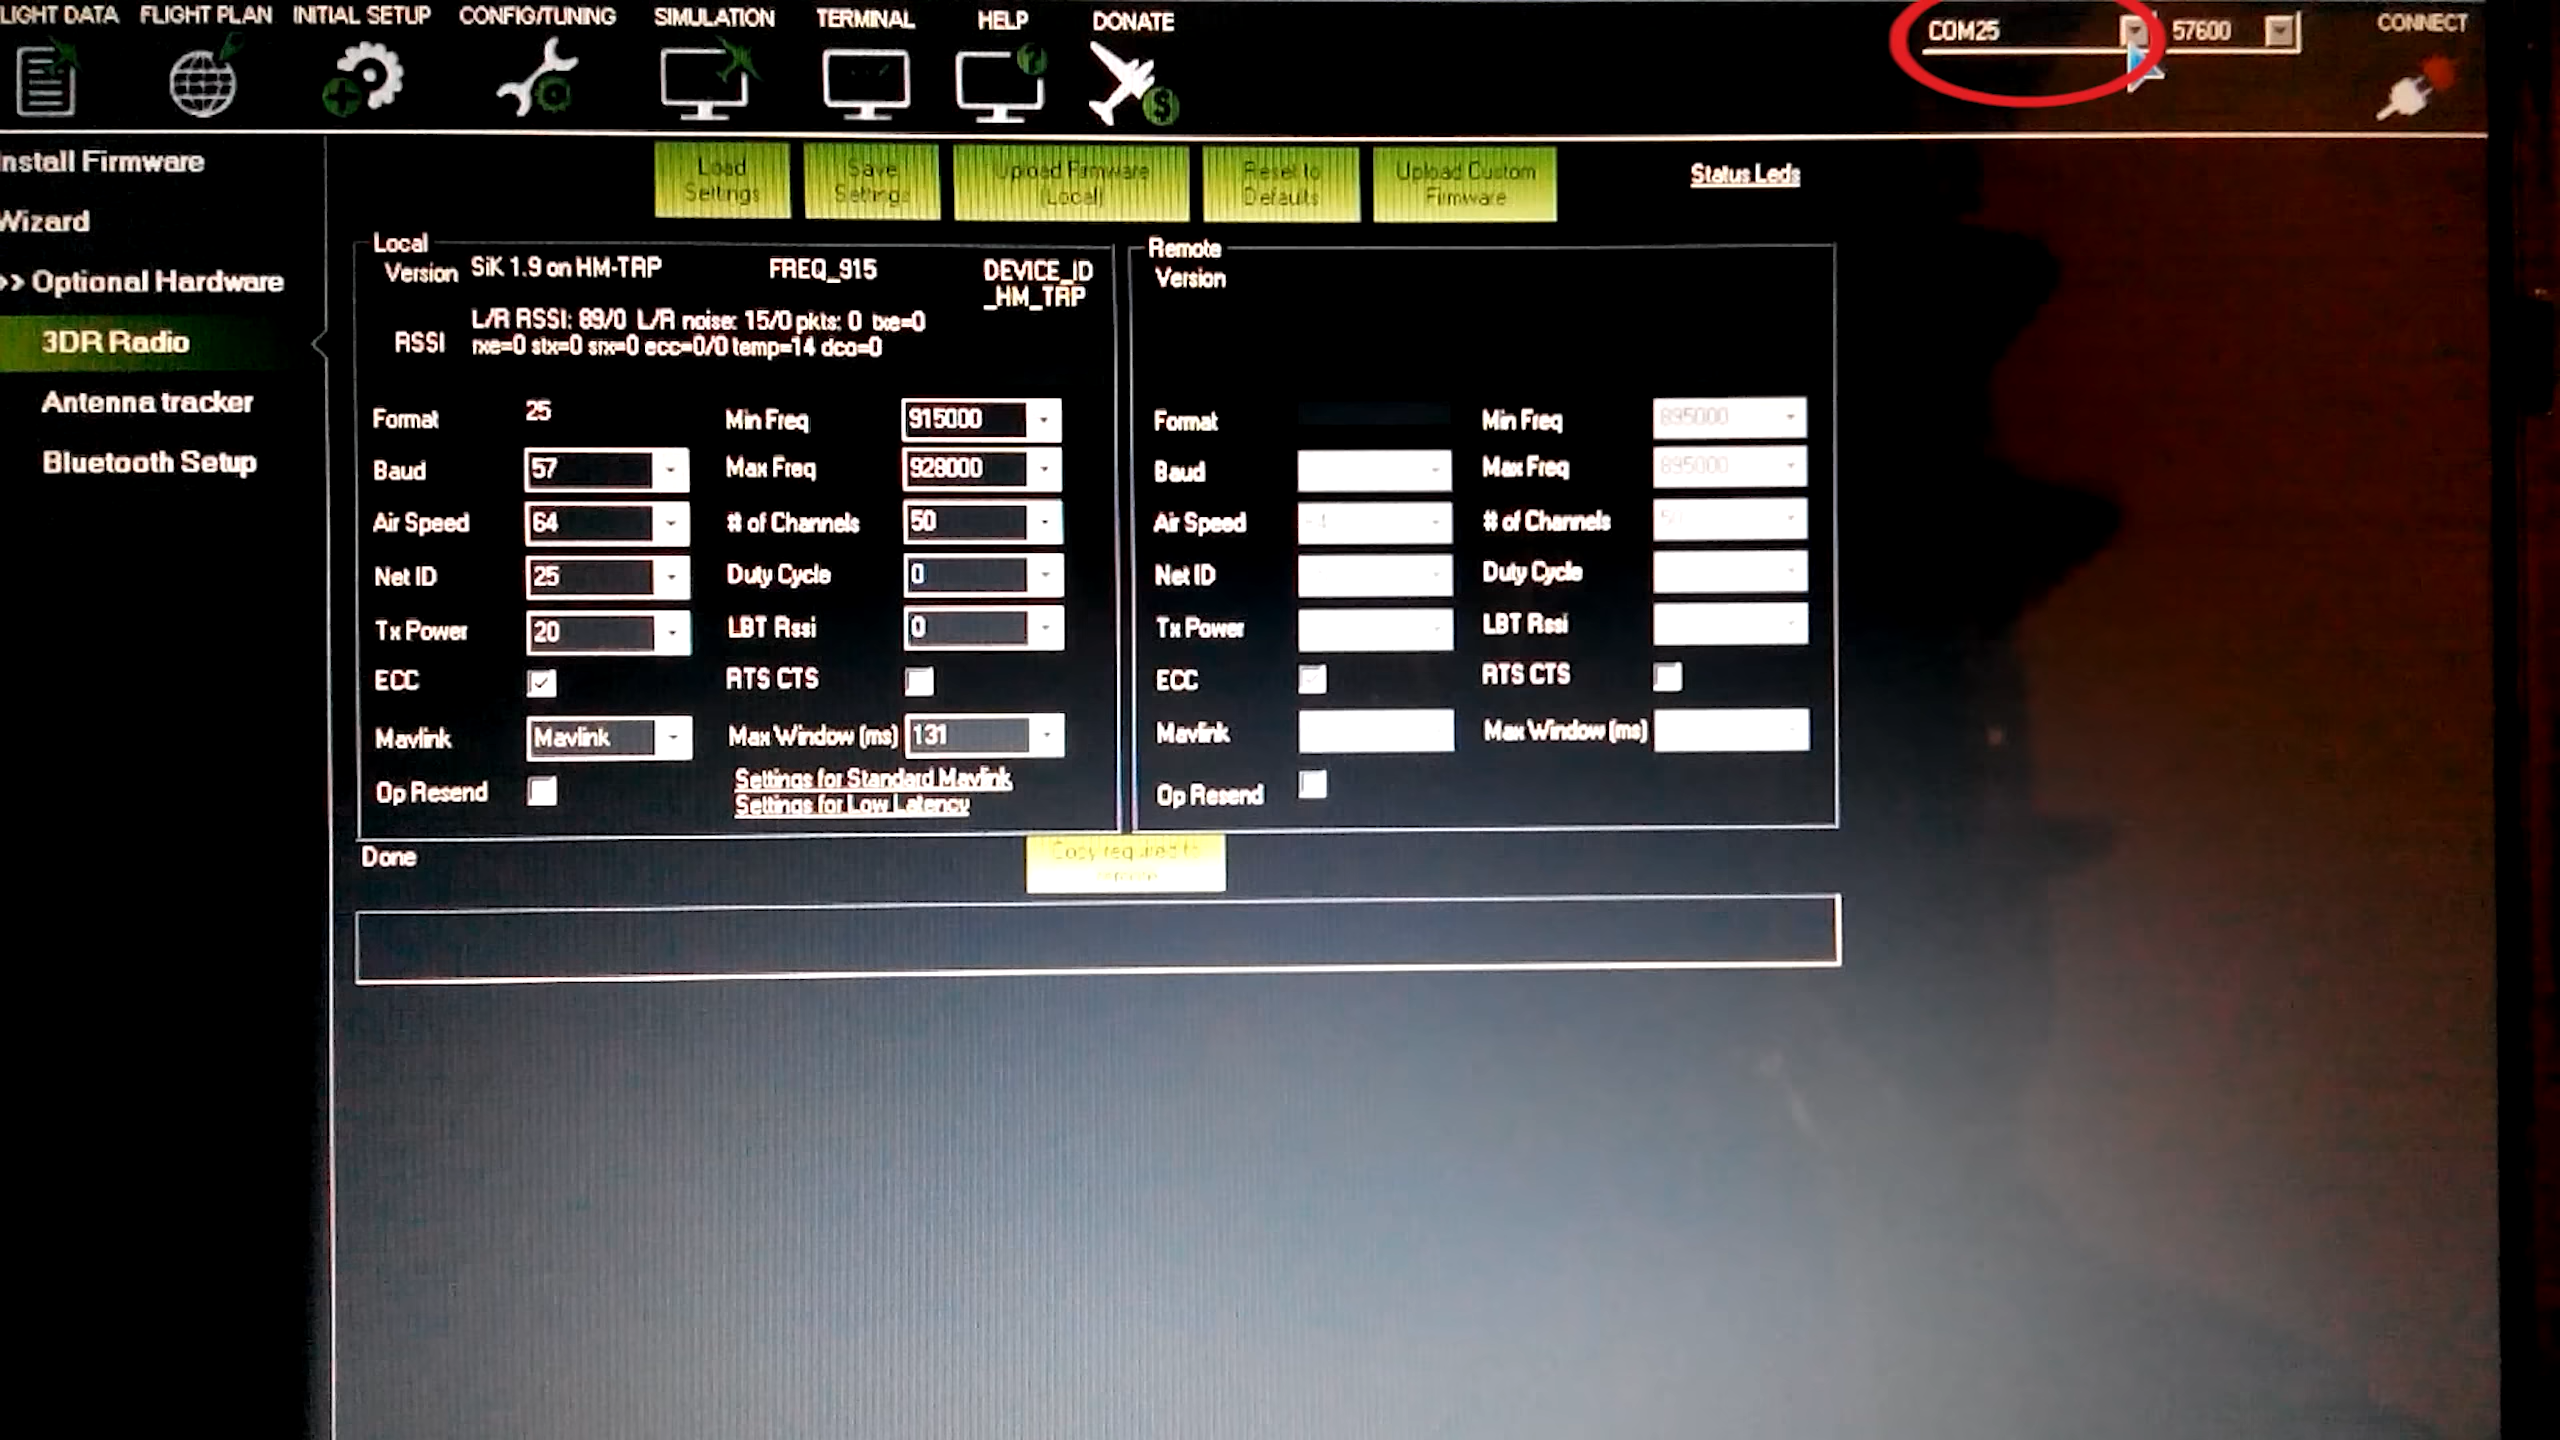 LIGHT DATA FLIGHT PLAN INITIAL SETUP CONFIG/TUNING SIMULATION TERMINAL HELP DONATE COM25 57600 CONNECT
Install Firmware
Wizard
>> Optional Hardware
3DR Radio
Antenna tracker
Bluetooth Setup
Load
Settings
Save
Settings
Upload Firmware
(Local)
Reset to
Defaults
Upload Custom
Firmware
Status Leds
Local
Version SiK 1.9 on HM-TRP FREQ_915 DEVICE_ID
_HM_TRP
RSSI L/R RSSI: 89/0 L/R noise: 15/0 pkts: 0 txe=0
rxe=0 stx=0 srx=0 ecc=0/0 temp=14 dco=0
Format 25 Min Freq 915000
Baud 57 Max Freq 928000
Air Speed 64 # of Channels 50
Net ID 25 Duty Cycle 0
Tx Power 20 LBT Rssi 0
ECC RTS CTS
Mavlink Mavlink Max Window (ms) 131
Op Resend Settings for Standard Mavlink
Settings for Low Latency
Remote
Version
Format Min Freq 895000
Baud Max Freq 895000
Air Speed # of Channels 50
Net ID Duty Cycle
Tx Power LBT Rssi
ECC RTS CTS
Mavlink Max Window (ms)
Op Resend
Done
Copy required to